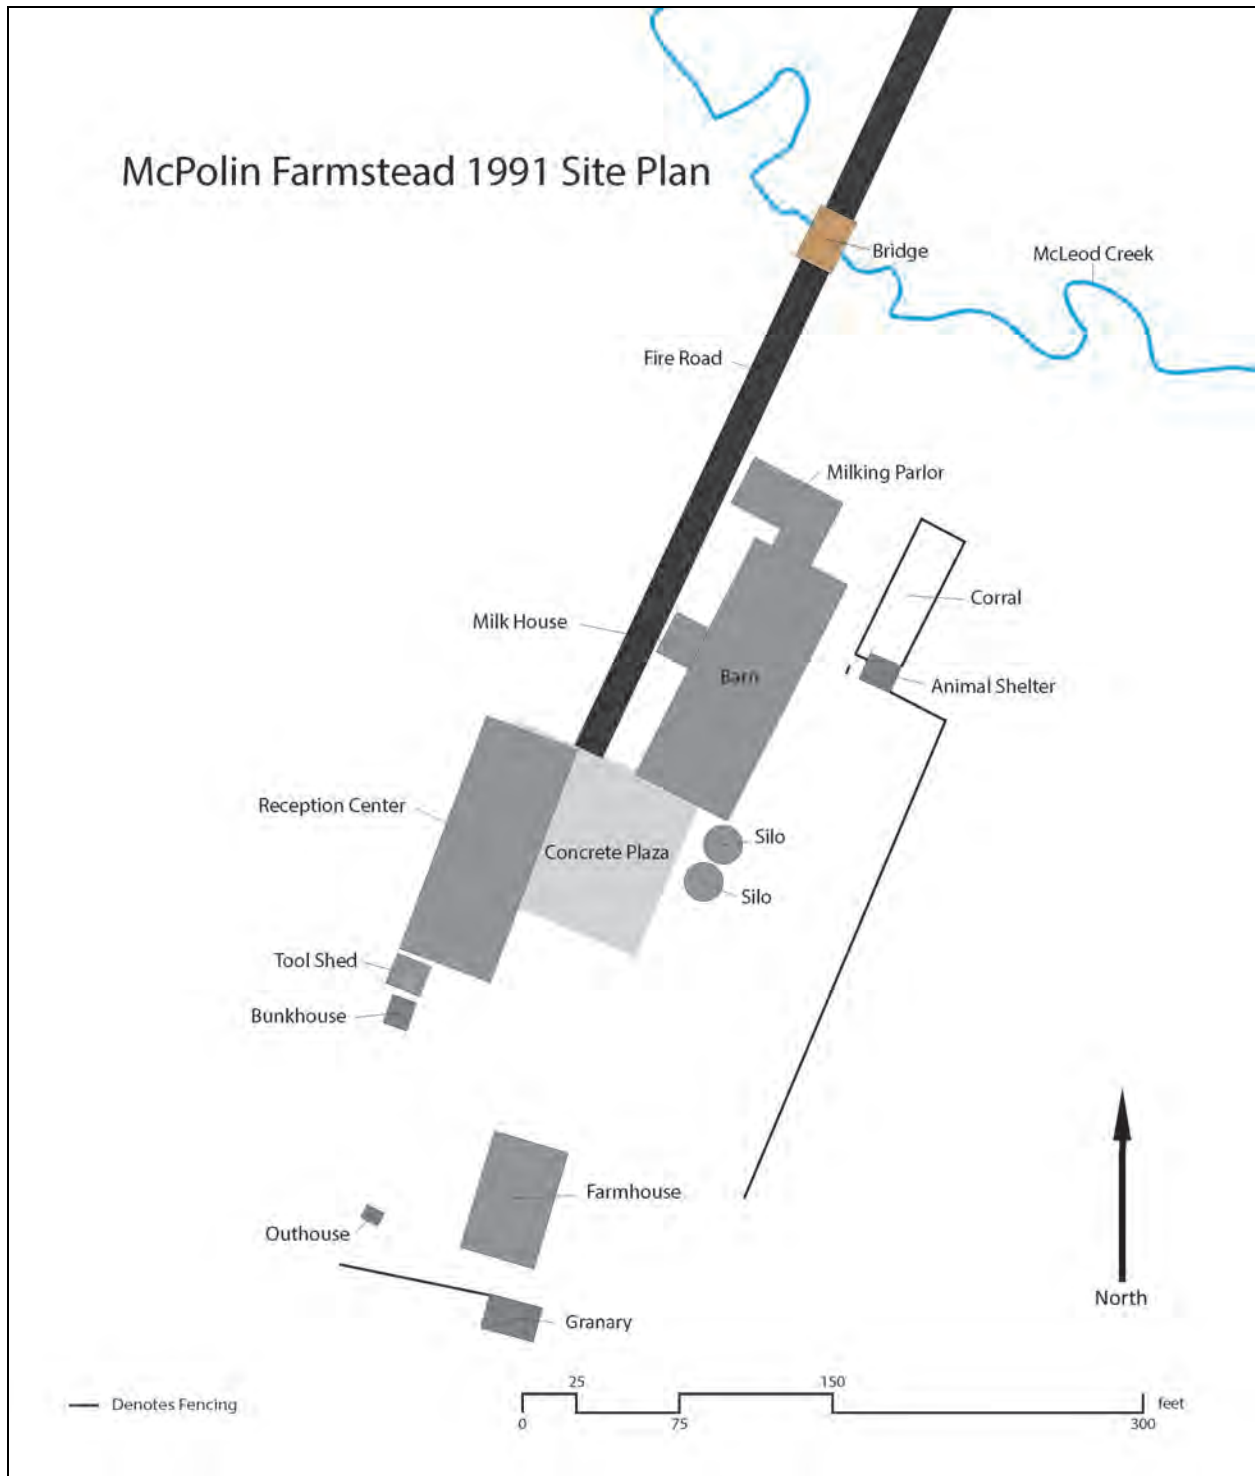 McPolin Farmstead 1991 Site Plan
Bridge
McLeod Creek
Fire Road
Milking Parlor
Corral
Milk House
Barn
Animal Shelter
Reception Center
Silo
Concrete Plaza
Silo
Tool Shed
Bunkhouse
Farmhouse
Outhouse
North
Granary
25
150
Denotes Fencing
feet
0
75
300